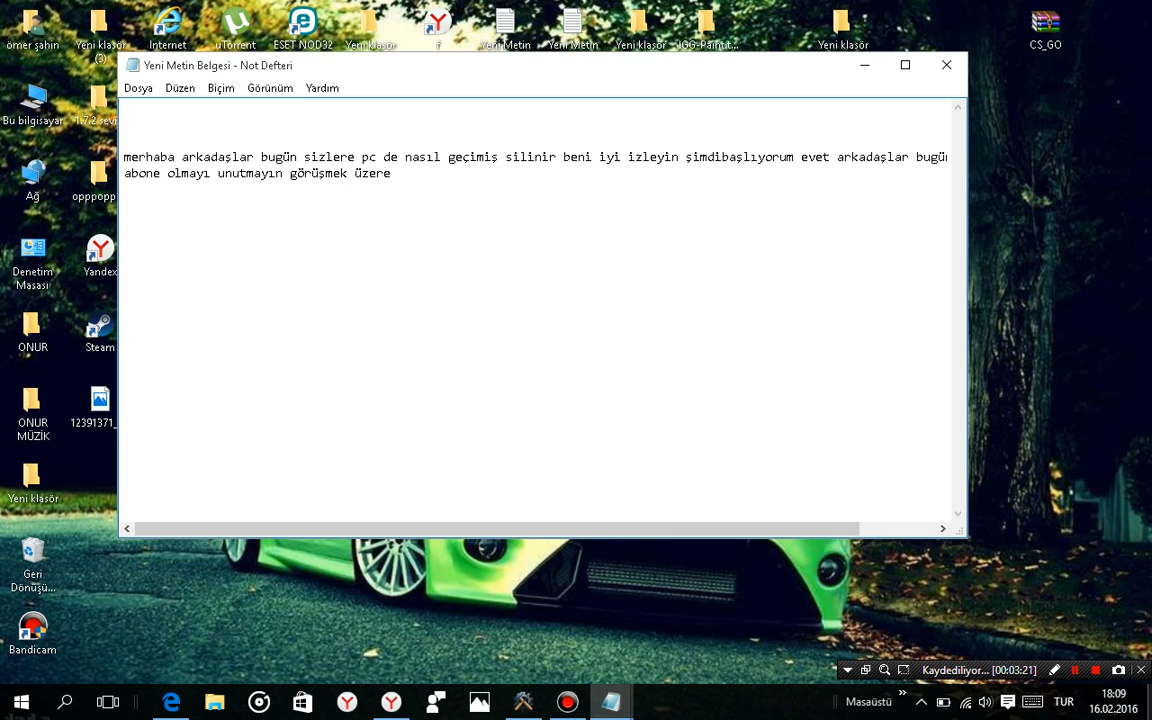 ömer şahin
Yeni klasör (3)
Internet
uTorrent
ESET NOD32
Yeni klasör
Yeni Metin
Yeni Metin
Yeni klasör
Yeni klasör
CS_GO
Yeni Metin Belgesi - Not Defteri
Dosya Düzen Biçim Görünüm Yardım
merhaba arkadaşlar bugün sizlere pc de nasıl geçimiş silinir beni iyi izleyin şimdibaşlıyorum evet arkadaşlar bugün
abone olmayı unutmayın görüşmek üzere
Bu bilgisayar
Ağ
opppopp
Denetim
Masası
Yandex
ONUR
Steam
ONUR
MÜZİK
12391371_
Yeni klasör
Geri
Dönüşü...
Bandicam
Kaydediliyor... [00:03:21]
Masaüstü
TUR
18:09
16.02.2016